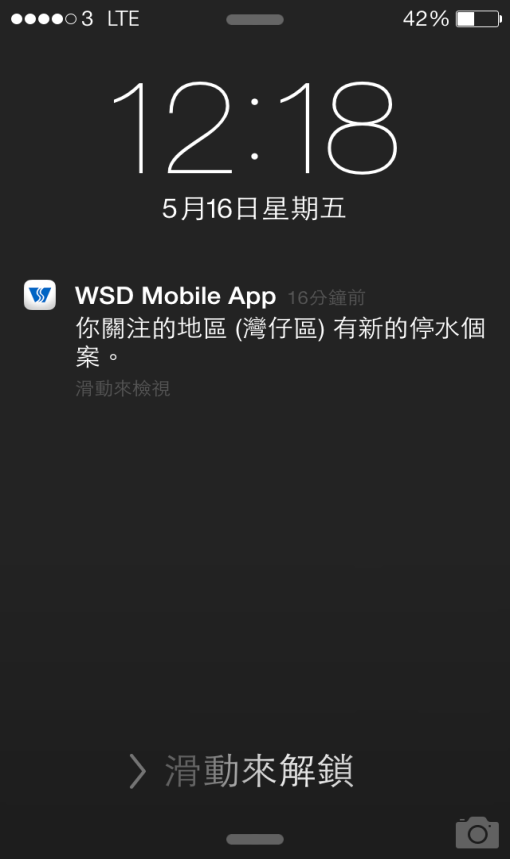 3 LTE 42%
12:18
5月16日星期五
WSD Mobile App 16分鐘前
你關注的地區 (灣仔區) 有新的停水個
案。
滑動來檢視
滑動來解鎖